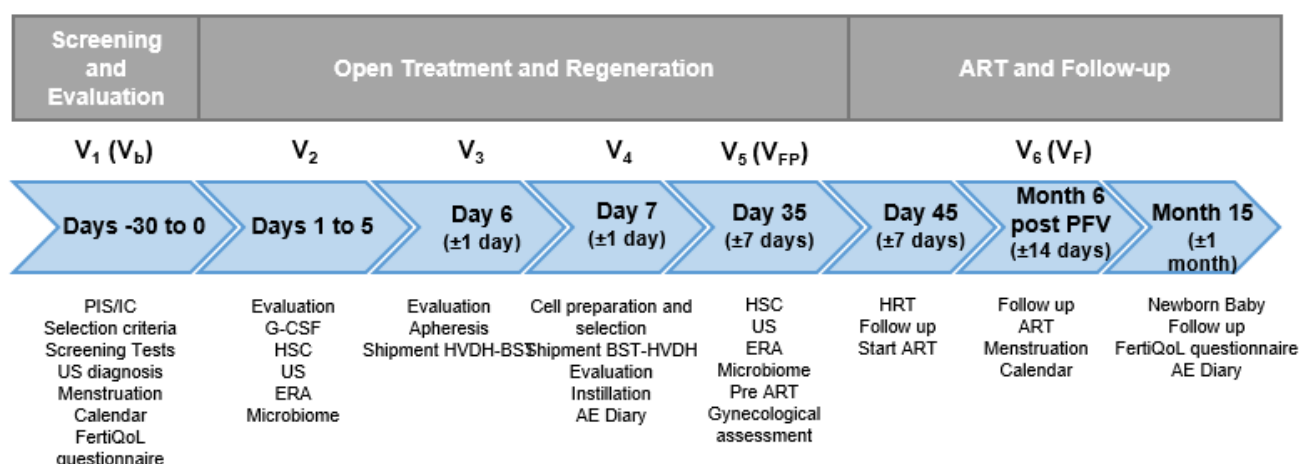 Screening
and
Evaluation
Open Treatment and Regeneration
ART and Follow-up
V1 (Vb)
V2
V3
V4
V5 (VFP)
V6 (VF)
Days -30 to 0
Days 1 to 5
Day 6
(±1 day)
Day 7
(±1 day)
Day 35
(±7 days)
Day 45
(±7 days)
Month 6
post PFV
(±14 days)
Month 15
(±1
month)
PIS/IC
Selection criteria
Screening Tests
US diagnosis
Menstruation
Calendar
FertiQoL
questionnaire
Evaluation
G-CSF
HSC
US
ERA
Microbiome
Evaluation
Apheresis
Shipment HVDH-BST
Cell preparation and
selection
Shipment BST-HVDH
Evaluation
Instillation
AE Diary
HSC
US
ERA
Microbiome
Pre ART
Gynecological
assessment
HRT
Follow up
Start ART
Follow up
ART
Menstruation
Calendar
Newborn Baby
Follow up
FertiQoL questionnaire
AE Diary